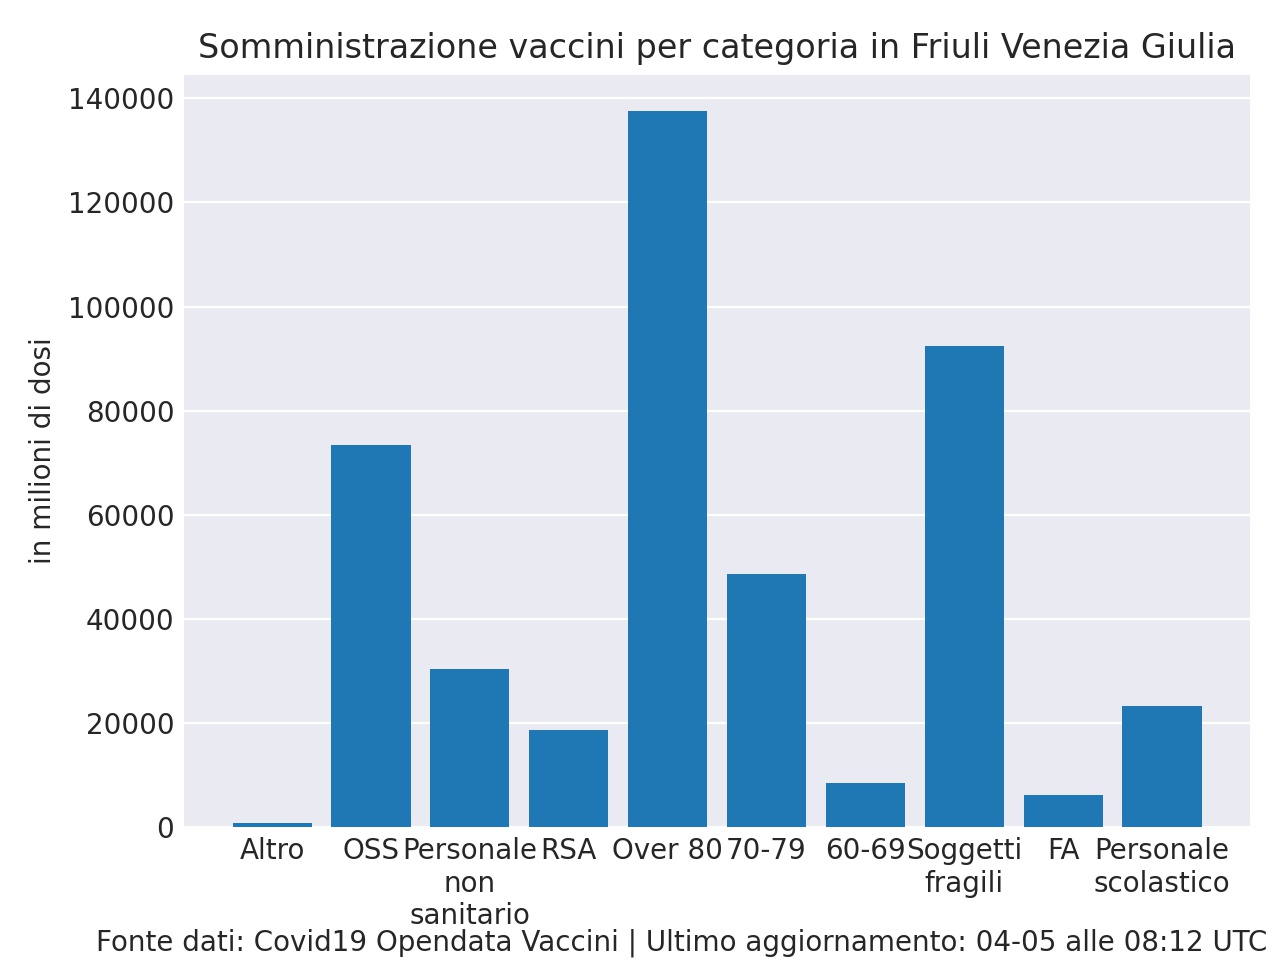 Somministrazione vaccini per categoria in Friuli Venezia Giulia
140000
120000
100000
80000
60000
40000
20000
0
in milioni di dosi
Altro
OSS
Personale
non
sanitario
RSA
Over 80
70-79
60-69
Soggetti
fragili
FA
Personale
scolastico
Fonte dati: Covid19 Opendata Vaccini | Ultimo aggiornamento: 04-05 alle 08:12 UTC